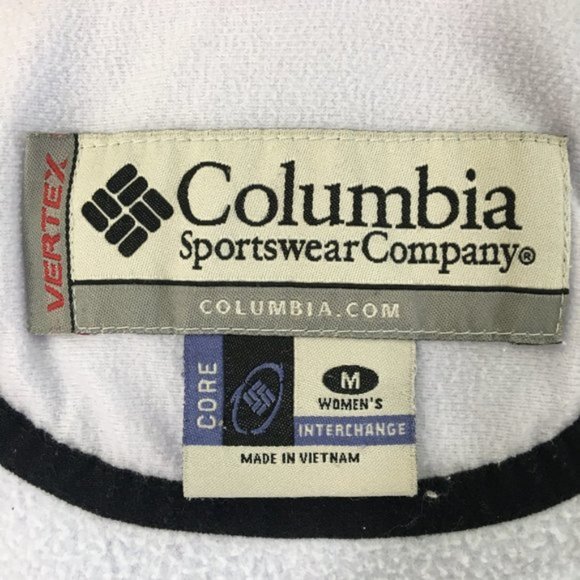 VERTEX
Columbia
Sportswear Company®
COLUMBIA.COM
CORE
M
WOMEN'S
INTERCHANGE
MADE IN VIETNAM